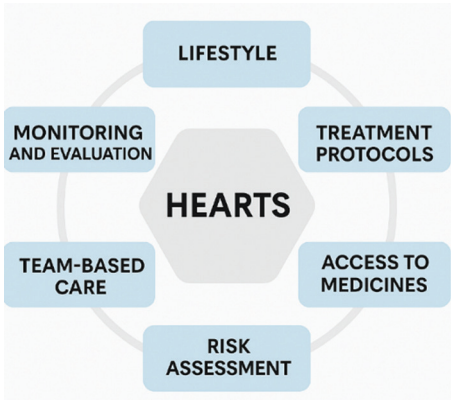 LIFESTYLE
MONITORING
AND EVALUATION
TREATMENT
PROTOCOLS
HEARTS
TEAM-BASED
CARE
ACCESS TO
MEDICINES
RISK
ASSESSMENT